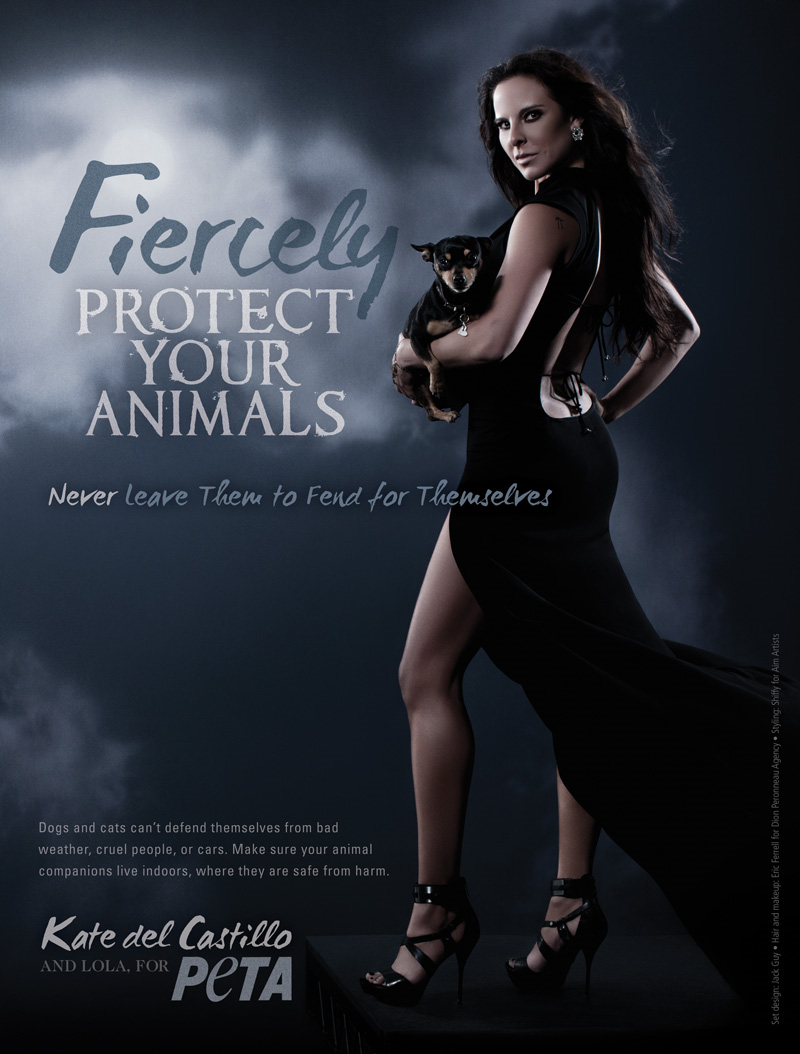 Fiercely
PROTECT
YOUR
ANIMALS
Never Leave Them to Fend for Themselves
Dogs and cats can't defend themselves from bad
weather, cruel people, or cars. Make sure your animal
companions live indoors, where they are safe from harm.
Kate del Castillo
AND LOLA, FOR PETA
Set design: Jack Guy • Hair and makeup: Eric Ferrell for Dion Peronneau Agency • Styling: Shiffy for Aim Artists